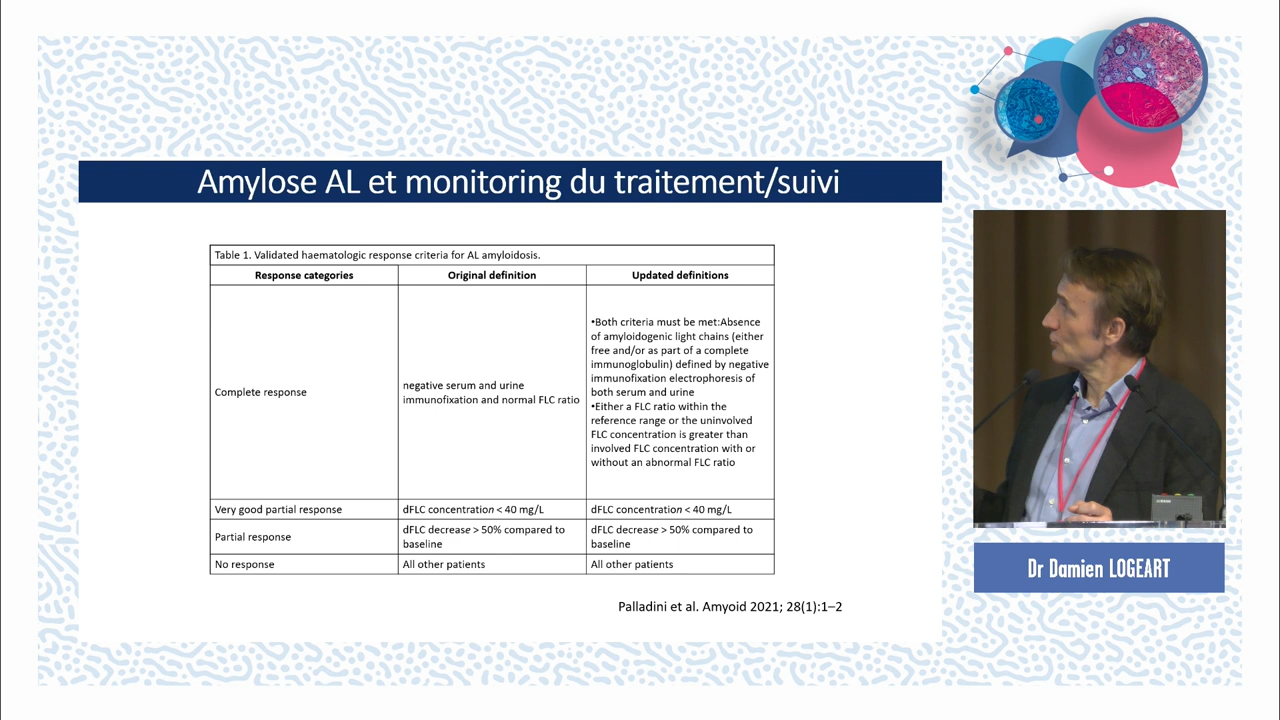 Amylose AL et monitoring du traitement/suivi
Table 1. Validated haematologic response criteria for AL amyloidosis.
Response categories
Original definition
Updated definitions
Complete response
negative serum and urine
immunofixation and normal FLC ratio
•Both criteria must be met:Absence
of amyloidogenic light chains (either
free and/or as part of a complete
immunoglobulin) defined by negative
immunofixation electrophoresis of
both serum and urine
•Either a FLC ratio within the
reference range or the uninvolved
FLC concentration is greater than
involved FLC concentration with or
without an abnormal FLC ratio
Very good partial response
dFLC concentration < 40 mg/L
dFLC concentration < 40 mg/L
Partial response
dFLC decrease > 50% compared to
baseline
dFLC decrease > 50% compared to
baseline
No response
All other patients
All other patients
Palladini et al. Amyoid 2021; 28(1):1–2
Dr Damien LOGEART